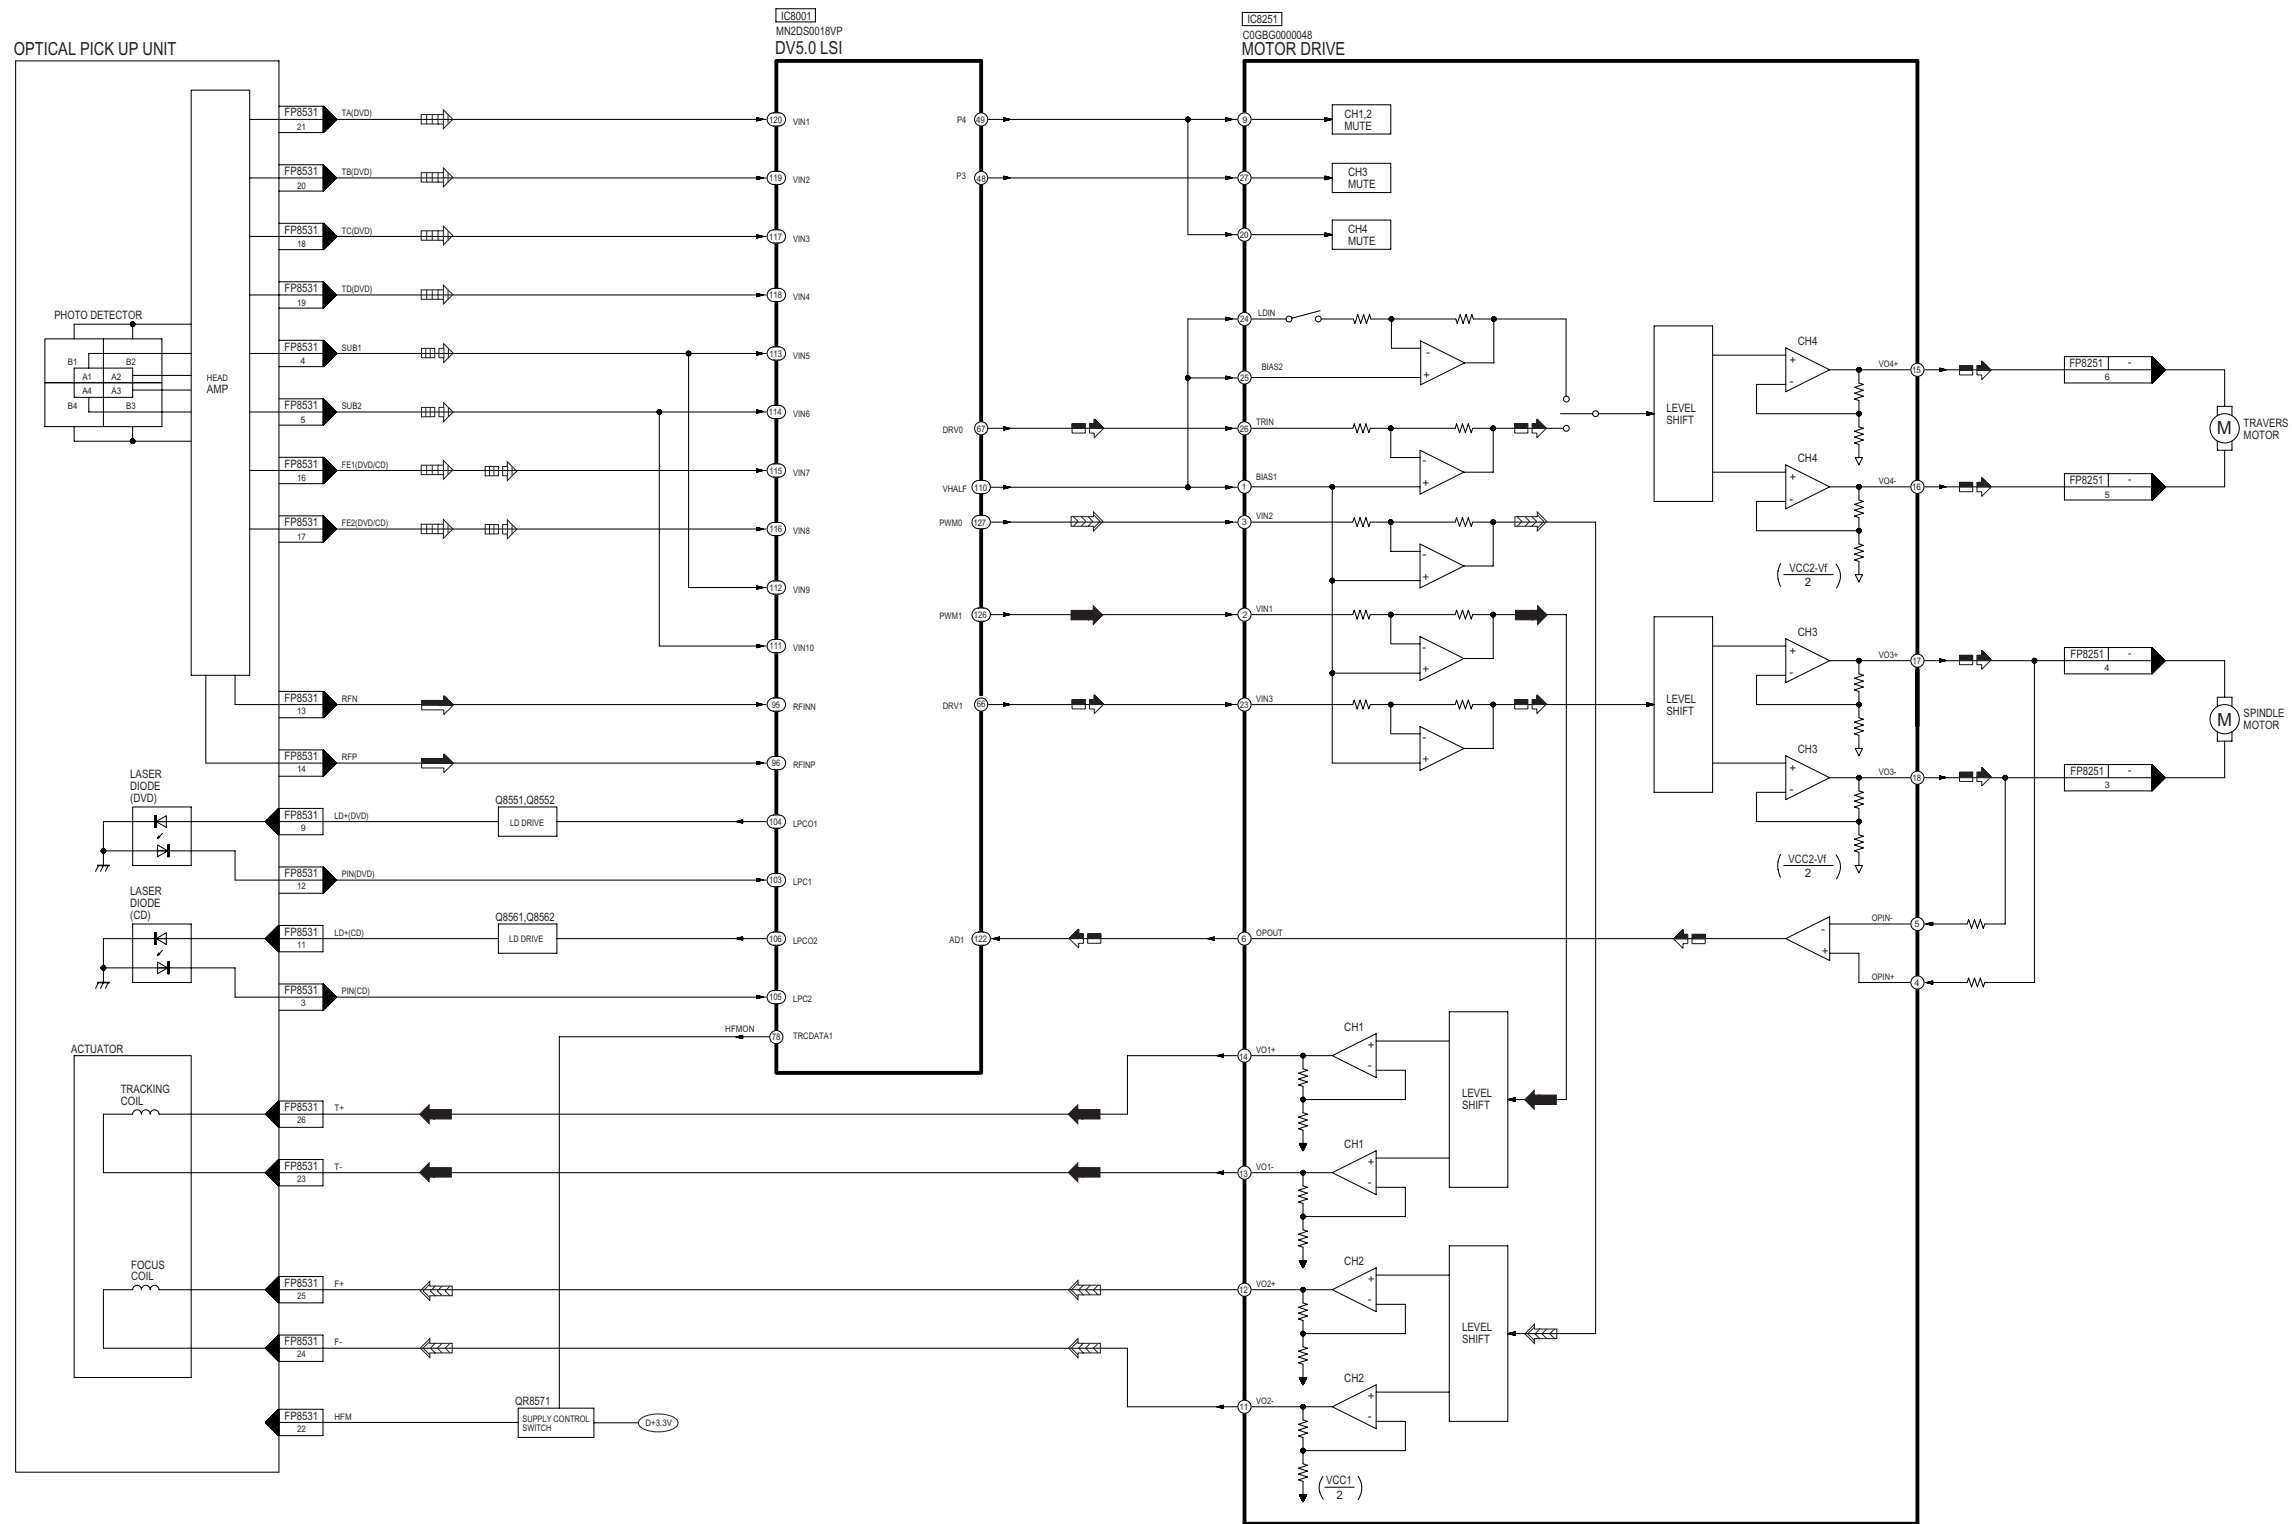 IC8001
MN2DS0018VP
DV5.0 LSI
IC8251
C0GBG0000048
MOTOR DRIVE
OPTICAL PICK UP UNIT
FP8531
21
TA(DVD)
120
VIN1
P4
49
9
CH1,2
MUTE
FP8531
20
TB(DVD)
119
VIN2
P3
48
27
CH3
MUTE
FP8531
18
TC(DVD)
117
VIN3
20
CH4
MUTE
FP8531
19
TD(DVD)
118
VIN4
PHOTO DETECTOR
B1
B2
A1
A2
A4
A3
B4
B3
HEAD
AMP
FP8531
4
SUB1
113
VIN5
24
LDIN
-
+
25
BIAS2
FP8531
5
SUB2
114
VIN6
DRV0
67
26
TRIN
-
+
LEVEL
SHIFT
CH4
+
-
VO4+
15
FP8251
-
6
M
TRAVERS
MOTOR
FP8531
16
FE1(DVD/CD)
115
VIN7
VHALF
110
1
BIAS1
CH4
+
-
VO4-
16
FP8251
-
5
FP8531
17
FE2(DVD/CD)
116
VIN8
PWM0
127
3
VIN2
-
+
(VCC2-Vf
2)
112
VIN9
PWM1
126
2
VIN1
-
+
111
VIN10
FP8531
13
RFN
95
RFINN
DRV1
66
23
VIN3
-
+
LEVEL
SHIFT
CH3
+
-
VO3+
17
FP8251
-
4
M
SPINDLE
MOTOR
FP8531
14
RFP
96
RFINP
CH3
+
-
VO3-
18
FP8251
-
3
LASER
DIODE
(DVD)
FP8531
9
LD+(DVD)
Q8551,Q8552
LD DRIVE
104
LPCO1
(VCC2-Vf
2)
FP8531
12
PIN(DVD)
103
LPC1
LASER
DIODE
(CD)
FP8531
11
LD+(CD)
Q8561,Q8562
LD DRIVE
106
LPCO2
AD1
122
6
OPOUT
-
+
OPIN-
5
OPIN+
4
FP8531
3
PIN(CD)
105
LPC2
HFMON
78
TRCDATA1
ACTUATOR
TRACKING
COIL
FP8531
26
T+
14
VO1+
CH1
+
-
LEVEL
SHIFT
FP8531
23
T-
13
VO1-
CH1
+
-
FOCUS
COIL
FP8531
25
F+
12
VO2+
CH2
+
-
LEVEL
SHIFT
FP8531
24
F-
11
VO2-
CH2
+
-
FP8531
22
HFM
QR8571
SUPPLY CONTROL
SWITCH
D+3.3V
(VCC1
2)